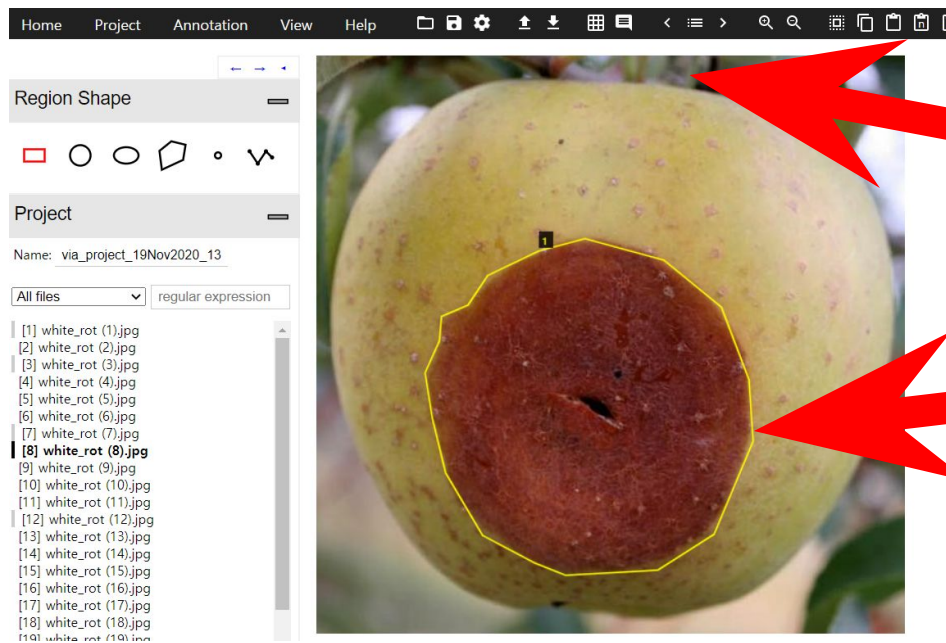 Home Project Annotation View Help
Region Shape
Project
Name: via_project_19Nov2020_13
All files regular expression
[1] white_rot (1).jpg
[2] white_rot (2).jpg
[3] white_rot (3).jpg
[4] white_rot (4).jpg
[5] white_rot (5).jpg
[6] white_rot (6).jpg
[7] white_rot (7).jpg
[8] white_rot (8).jpg
[9] white_rot (9).jpg
[10] white_rot (10).jpg
[11] white_rot (11).jpg
[12] white_rot (12).jpg
[13] white_rot (13).jpg
[14] white_rot (14).jpg
[15] white_rot (15).jpg
[16] white_rot (16).jpg
[17] white_rot (17).jpg
[18] white_rot (18).jpg
[19] white_rot (19).jpg
1